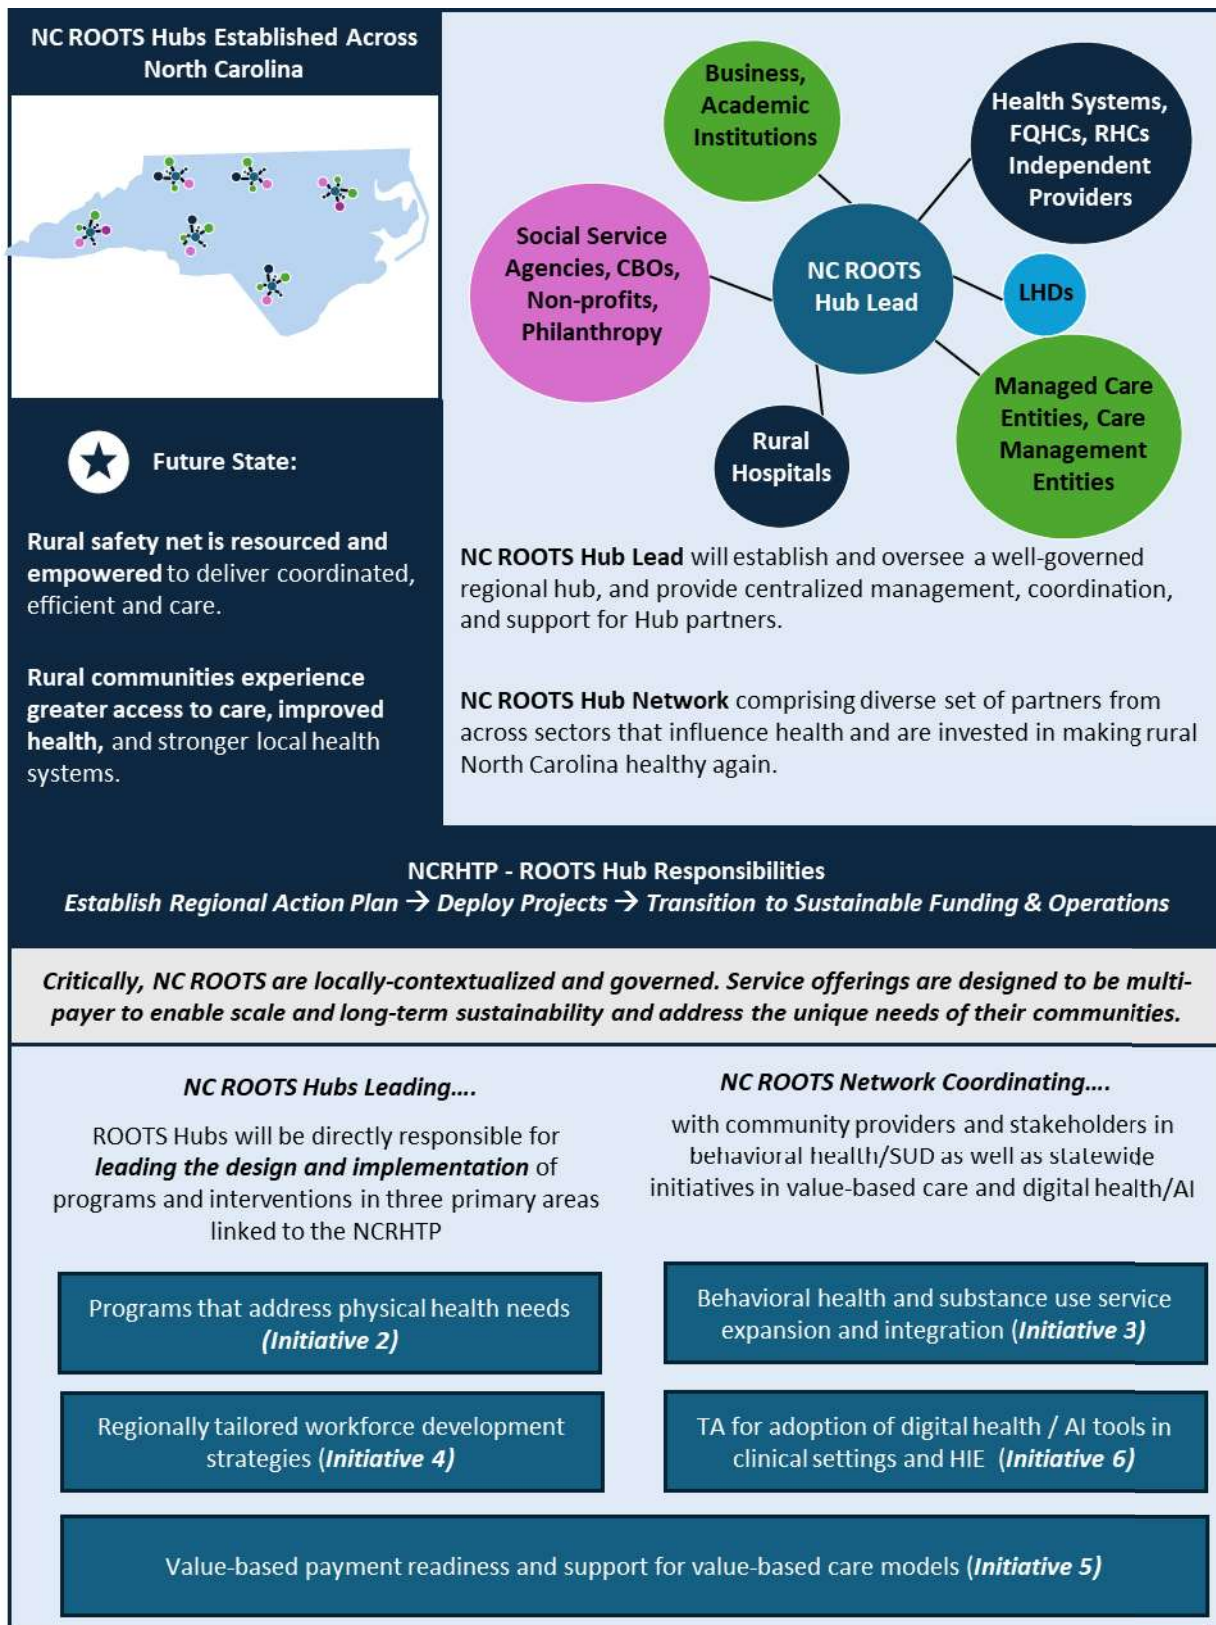 NC ROOTS Hubs Established Across
North Carolina
Business,
Academic
Institutions
Health Systems,
FQHCs, RHCs
Independent
Providers
Social Service
Agencies, CBOs,
Non-profits,
Philanthropy
NC ROOTS
Hub Lead
LHDs
Managed Care
Entities, Care
Management
Entities
Rural
Hospitals
Future State:
Rural safety net is resourced and
empowered to deliver coordinated,
efficient and care.
Rural communities experience
greater access to care, improved
health, and stronger local health
systems.
NC ROOTS Hub Lead will establish and oversee a well-governed
regional hub, and provide centralized management, coordination,
and support for Hub partners.
NC ROOTS Hub Network comprising diverse set of partners from
across sectors that influence health and are invested in making rural
North Carolina healthy again.
NCRHTP - ROOTS Hub Responsibilities
Establish Regional Action Plan → Deploy Projects → Transition to Sustainable Funding & Operations
Critically, NC ROOTS are locally-contextualized and governed. Service offerings are designed to be multi-
payer to enable scale and long-term sustainability and address the unique needs of their communities.
NC ROOTS Hubs Leading....
ROOTS Hubs will be directly responsible for
leading the design and implementation of
programs and interventions in three primary areas
linked to the NCRHTP
Programs that address physical health needs
(Initiative 2)
Regionally tailored workforce development
strategies (Initiative 4)
NC ROOTS Network Coordinating....
with community providers and stakeholders in
behavioral health/SUD as well as statewide
initiatives in value-based care and digital health/AI
Behavioral health and substance use service
expansion and integration (Initiative 3)
TA for adoption of digital health / AI tools in
clinical settings and HIE (Initiative 6)
Value-based payment readiness and support for value-based care models (Initiative 5)